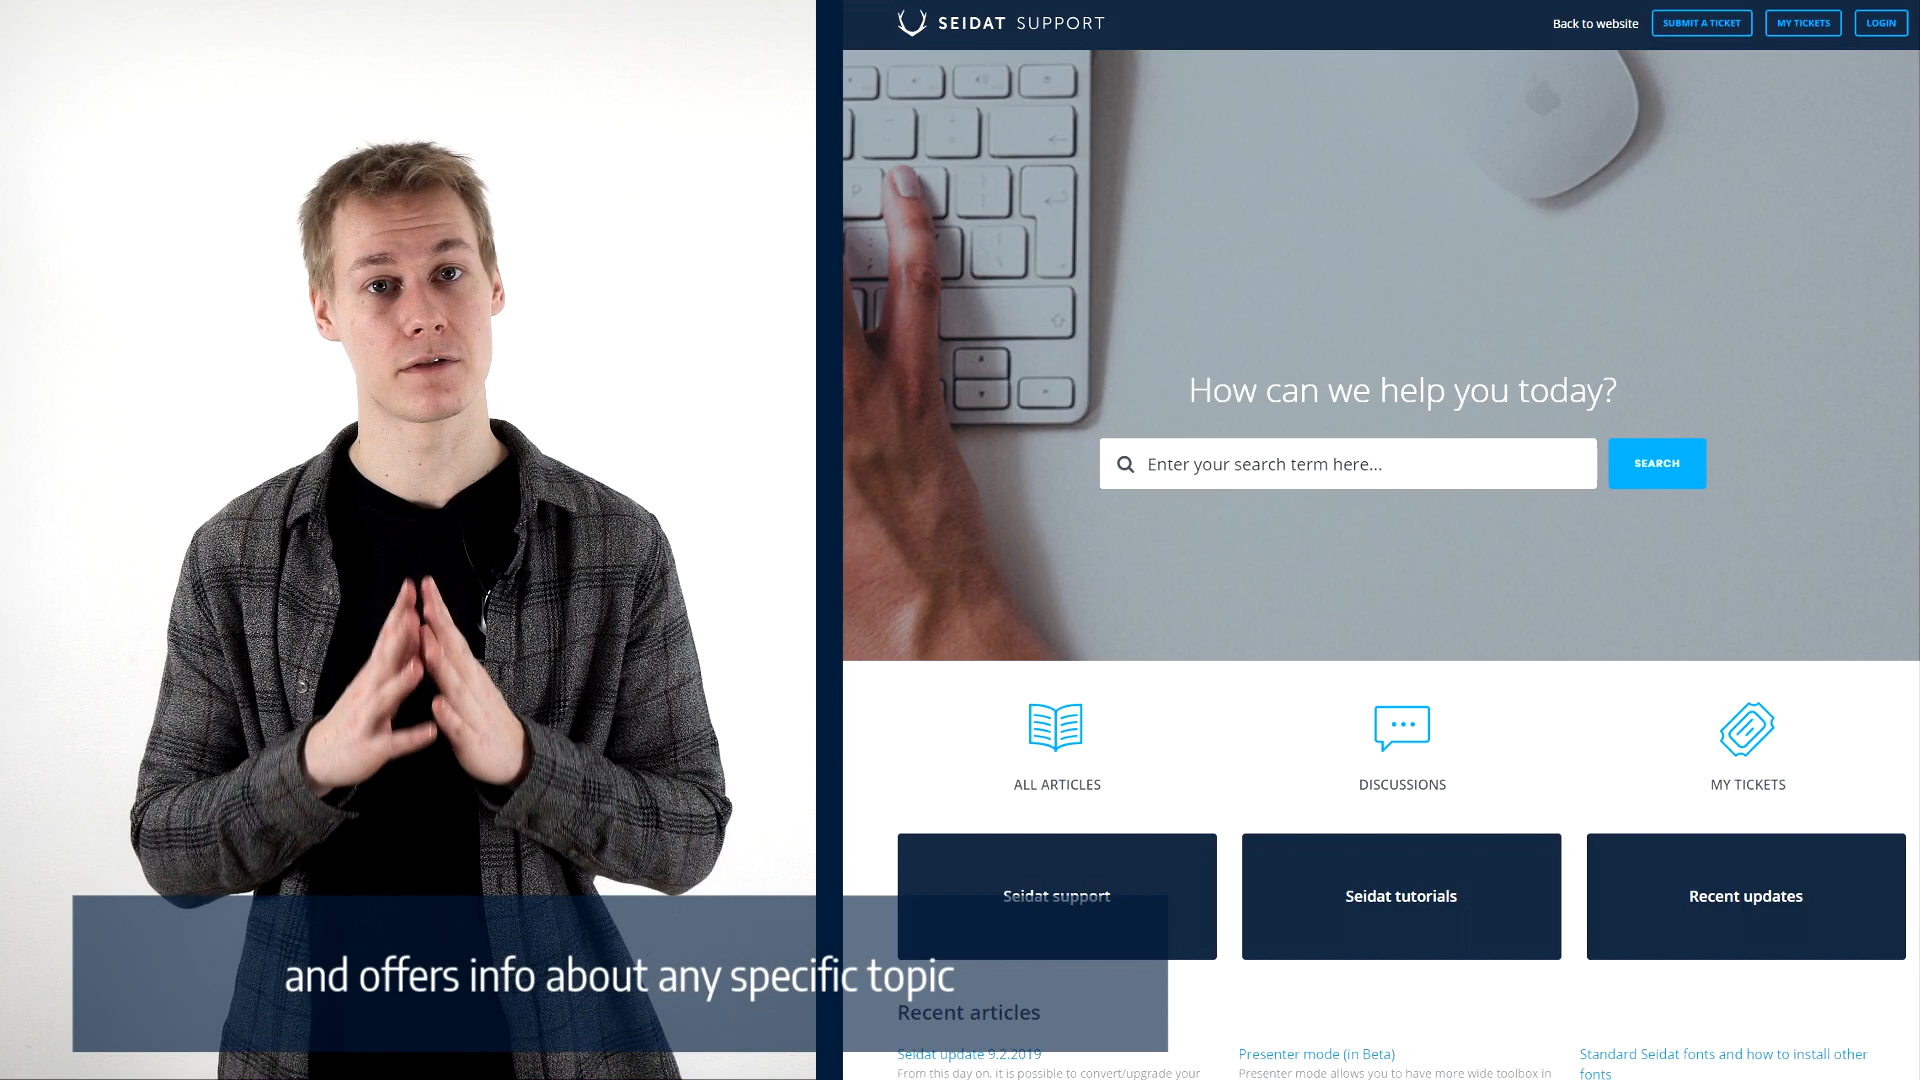 SEIDAT SUPPORT
Back to website
SUBMIT A TICKET
MY TICKETS
LOGIN
How can we help you today?
Enter your search term here...
SEARCH
ALL ARTICLES
DISCUSSIONS
MY TICKETS
Seidat support
Seidat tutorials
Recent updates
and offers info about any specific topic
Recent articles
Seidat update 9.2.2019
From this day on, it is possible to convert/upgrade your
Presenter mode (in Beta)
Presenter mode allows you to have more wide toolbox in
Standard Seidat fonts and how to install other
fonts